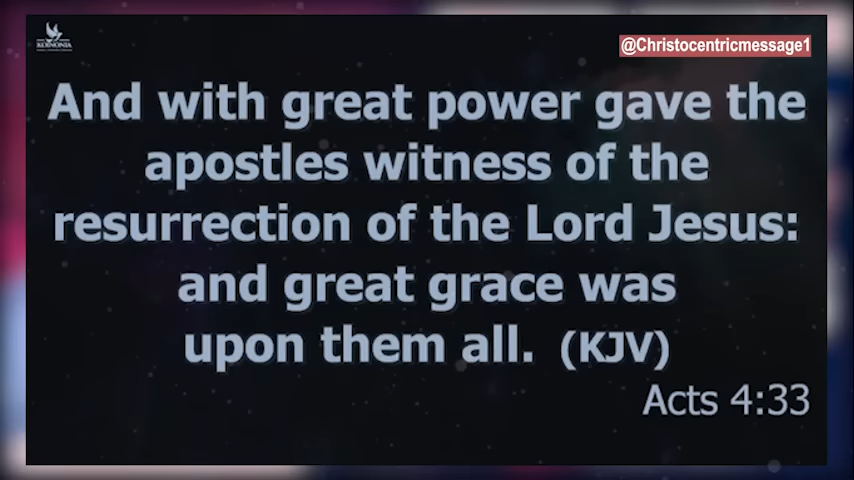 KOINONIA
@Christocentricmessage1
And with great power gave the
apostles witness of the
resurrection of the Lord Jesus:
and great grace was
upon them all. (KJV)
Acts 4:33